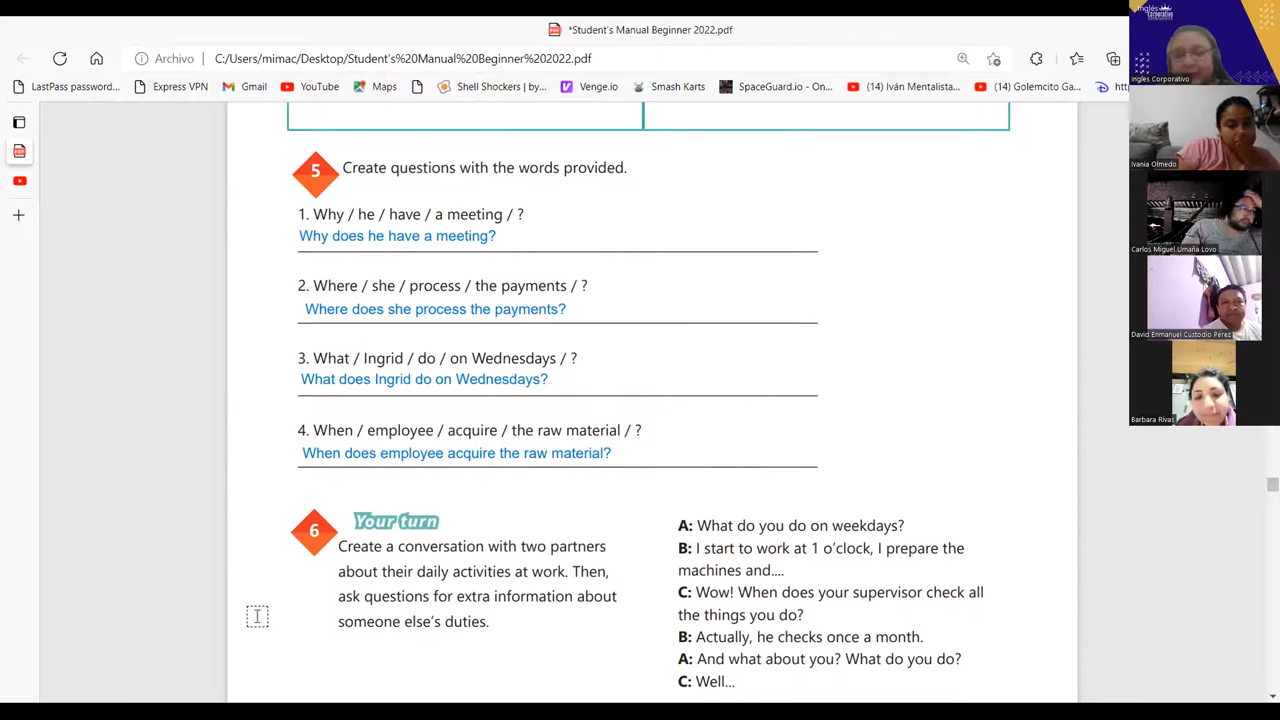 *Student's Manual Beginner 2022.pdf
Archivo
C:/Users/mimac/Desktop/Student's%20Manual%20Beginner%202022.pdf
LastPass password...
Express VPN
Gmail
YouTube
Maps
Shell Shockers | by...
Venge.io
Smash Karts
SpaceGuard.io - On...
(14) Iván Mentalista...
(14) Golemcito Ga...
5 Create questions with the words provided.
1. Why / he / have / a meeting / ?
Why does he have a meeting?
2. Where / she / process / the payments / ?
Where does she process the payments?
3. What / Ingrid / do / on Wednesdays / ?
What does Ingrid do on Wednesdays?
4. When / employee / acquire / the raw material / ?
When does employee acquire the raw material?
6 Your turn
Create a conversation with two partners
about their daily activities at work. Then,
ask questions for extra information about
someone else's duties.
A: What do you do on weekdays?
B: I start to work at 1 o'clock, I prepare the
machines and....
C: Wow! When does your supervisor check all
the things you do?
B: Actually, he checks once a month.
A: And what about you? What do you do?
C: Well...
Inglés
Corporativo
Ingles Corporativo
Ivania Olmedo
Carlos Miguel Umaña Lovo
David Enmanuel Custodio Pérez
Barbara Rivas